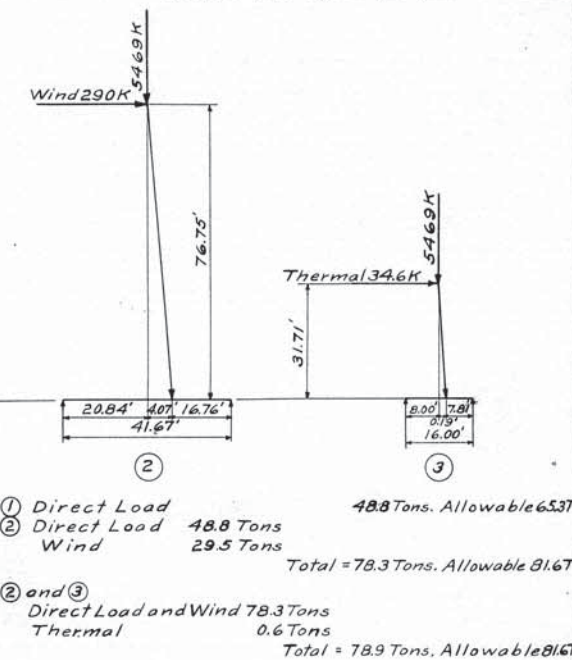 5469K
Wind 290K
76.75'
5469K
Thermal 34.6K
31.71'
20.84' 4.07' 16.76'
41.67'
8.00' 7.81'
0.19'
16.00'
2
3
1 Direct Load 48.8 Tons. Allowable 65.3T
2 Direct Load 48.8 Tons
Wind 29.5 Tons
Total = 78.3 Tons. Allowable 81.6T
2 and 3
Direct Load and Wind 78.3 Tons
Thermal 0.6 Tons
Total = 78.9 Tons, Allowable 81.6T